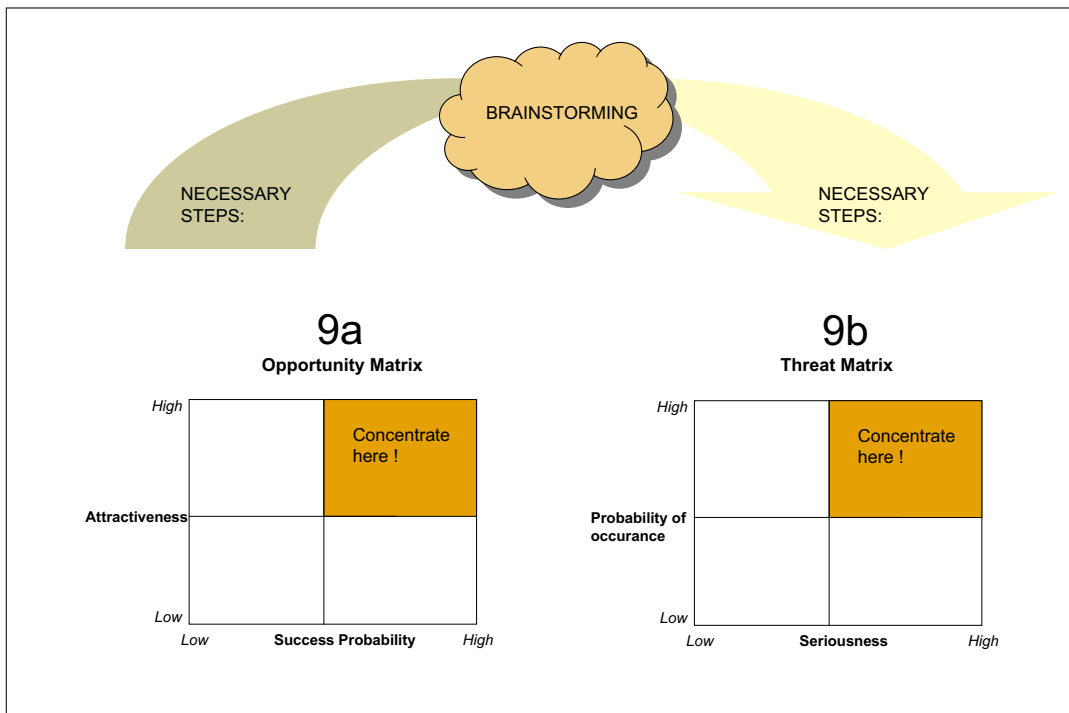 BRAINSTORMING
NECESSARY
STEPS:
NECESSARY
STEPS:
9a
Opportunity Matrix
High
Concentrate
here !
Attractiveness
Low
Low
Success Probability
High
9b
Threat Matrix
High
Concentrate
here !
Probability of
occurance
Low
Low
Seriousness
High